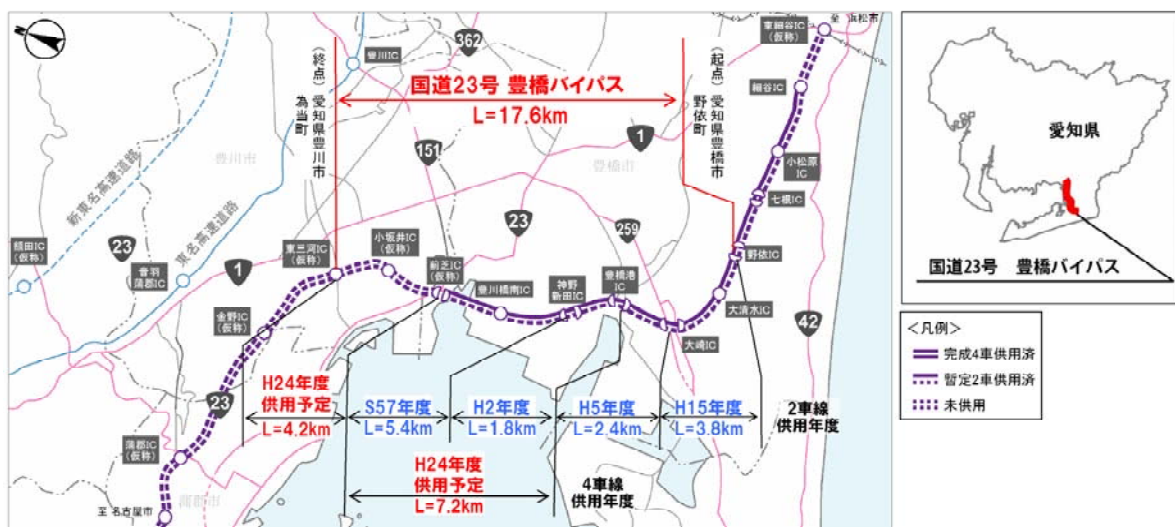 至 浜松市
東細谷IC
(仮称)
362
豊川IC
(終点)愛知県豊川市
為当町
国道23号 豊橋バイパス
L=17.6km
(起点)愛知県豊橋市
野依町
細谷IC
1
151
豊川市
豊橋市
小松原
IC
七根IC
新東名高速道路
東名高速道路
23
259
野依IC
23
音羽
蒲郡IC
1
東三河IC
(仮称)
小坂井IC
(仮称)
前芝IC
(仮称)
豊川橋南IC
神野
新田IC
豊橋港
IC
大清水IC
大崎IC
42
金野IC
(仮称)
23
蒲郡IC
(仮称)
H24年度
供用予定
L=4.2km
S57年度
L=5.4km
H2年度
L=1.8km
H5年度
L=2.4km
H15年度
L=3.8km
2車線
供用年度
H24年度
供用予定
L=7.2km
4車線
供用年度
蒲郡市
至 名古屋市
愛知県
国道23号 豊橋バイパス
<凡例>
完成4車供用済
暫定2車供用済
未供用